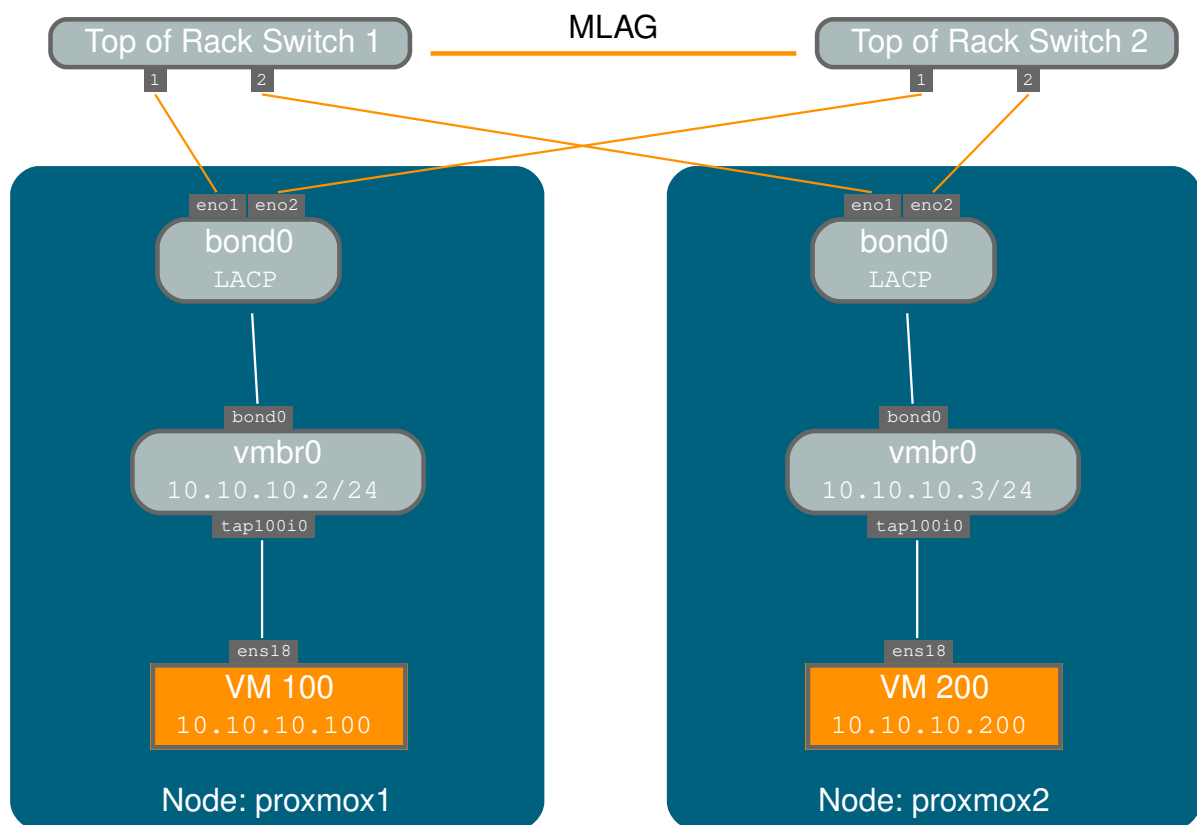 MLAG
Top of Rack Switch 1
Top of Rack Switch 2
1
2
1
2
eno1
eno2
eno1
eno2
bond0
LACP
bond0
LACP
bond0
bond0
vmbr0
10.10.10.2/24
vmbr0
10.10.10.3/24
tap100i0
tap100i0
ens18
ens18
VM 100
10.10.10.100
VM 200
10.10.10.200
Node: proxmox1
Node: proxmox2